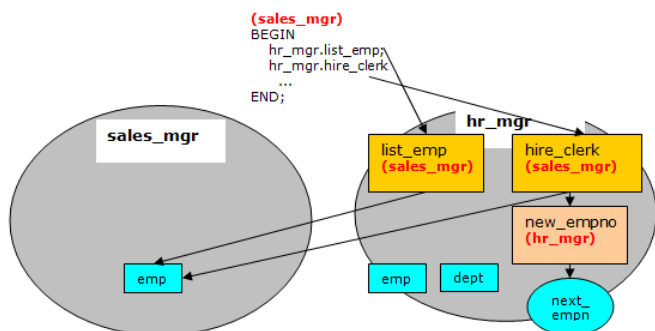 (sales_mgr)
BEGIN
hr_mgr.list_emp;
hr_mgr.hire_clerk
...
END;
sales_mgr
hr_mgr
list_emp
(sales_mgr)
hire_clerk
(sales_mgr)
new_empno
(hr_mgr)
emp
emp
dept
next_
empn